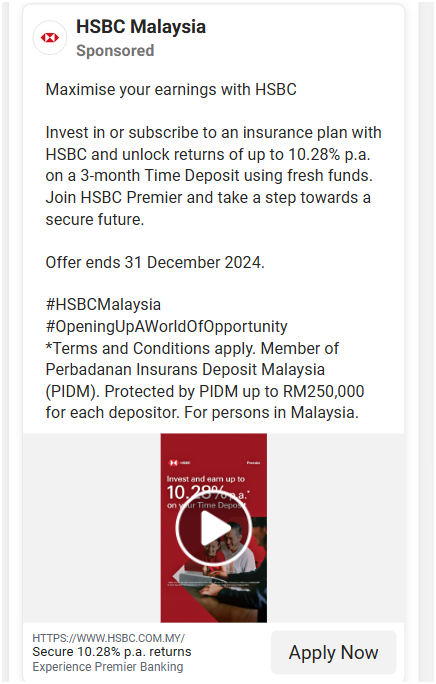 HSBC Malaysia
Sponsored
Maximise your earnings with HSBC
Invest in or subscribe to an insurance plan with
HSBC and unlock returns of up to 10.28% p.a.
on a 3-month Time Deposit using fresh funds.
Join HSBC Premier and take a step towards a
secure future.
Offer ends 31 December 2024.
#HSBCMalaysia
#OpeningUpAWorldOfOpportunity
*Terms and Conditions apply. Member of
Perbadanan Insurans Deposit Malaysia
(PIDM). Protected by PIDM up to RM250,000
for each depositor. For persons in Malaysia.
HSBC Premier
Invest and earn up to
10.28% p.a.*
on your Time Deposit
HTTPS://WWW.HSBC.COM.MY/
Secure 10.28% p.a. returns
Experience Premier Banking
Apply Now